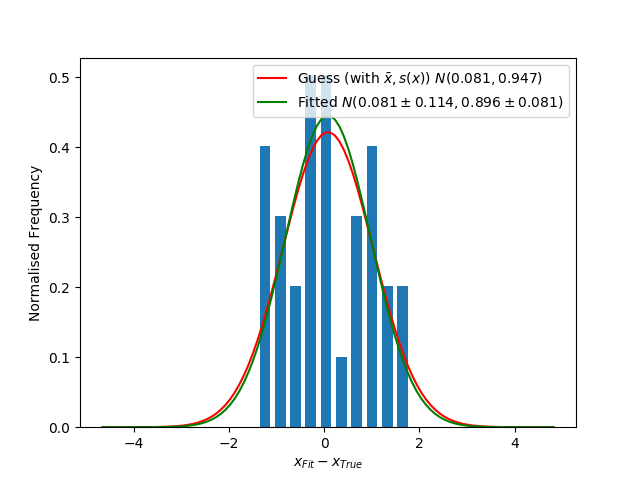 Guess (with x̄, s(x)) N(0.081, 0.947)
Fitted N(0.081 ± 0.114, 0.896 ± 0.081)
0.5
0.4
0.3
0.2
0.1
0.0
Normalised Frequency
−4 −2 0 2 4
x_Fit − x_True